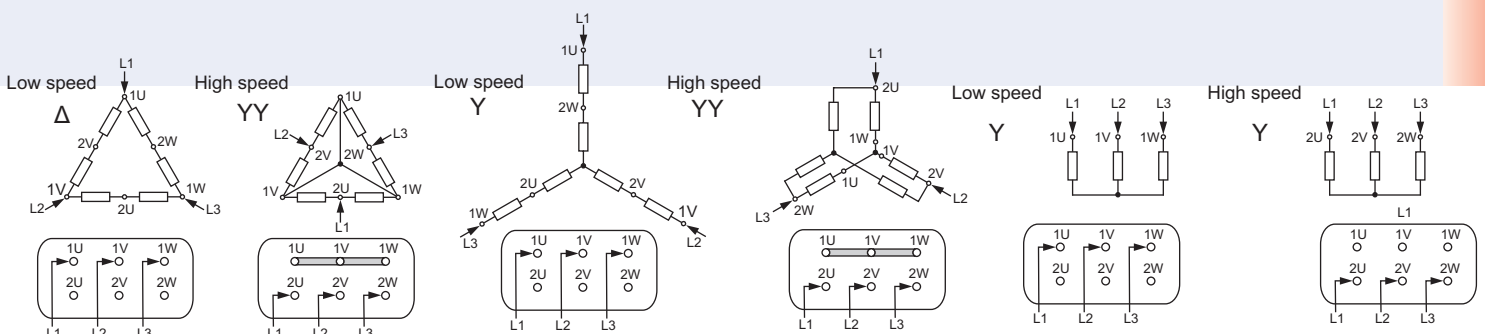 Low speed
Δ
L1
1U
2V
2W
1V
1W
L2
2U
L3
1U 1V 1W
2U 2V 2W
L1 L2 L3
High speed
YY
1U
L2
L3
2V
2W
1V
2U
1W
L1
1U 1V 1W
2U 2V 2W
L1 L2 L3
Low speed
Y
L1
1U
2W
2U
2V
1W
1V
L3
L2
1U 1V 1W
2U 2V 2W
L1 L2 L3
High speed
YY
L1
2U
1W
1V
2V
1U
L2
L3
2W
1U 1V 1W
2U 2V 2W
L1 L2 L3
Low speed
Y
L1 L2 L3
1U 1V 1W
1U 1V 1W
2U 2V 2W
L1 L2 L3
High speed
Y
L1 L2 L3
2U 2V 2W
L1
1U 1V 1W
2U 2V 2W
L1 L2 L3